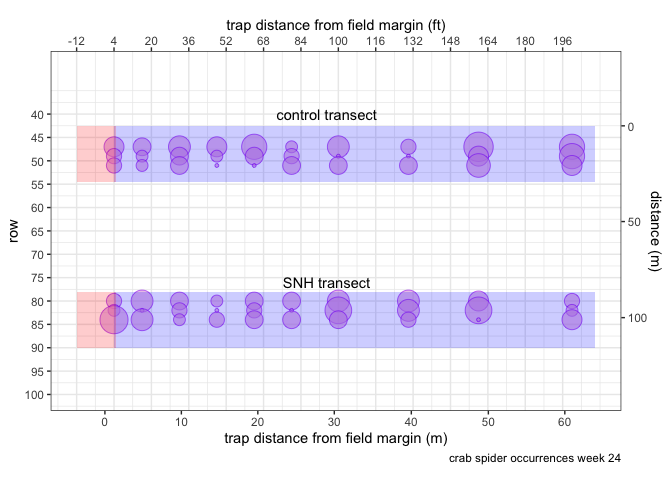 trap distance from field margin (ft)
-12 4 20 36 52 68 84 100 116 132 148 164 180 196
control transect
SNH transect
row
40
45
50
55
60
65
70
75
80
85
90
95
100
0
50
100
distance (m)
0 10 20 30 40 50 60
trap distance from field margin (m)
crab spider occurrences week 24